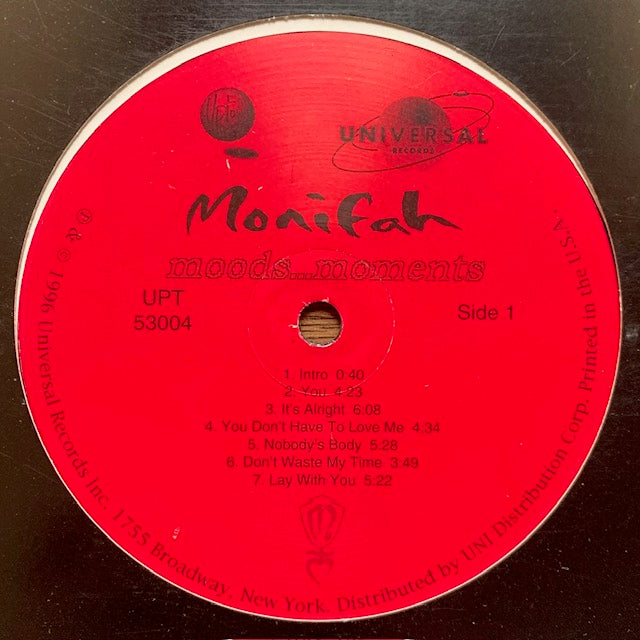 UNIVERSAL
RECORDS
Monifah
moods...moments
UPT
53004
Side 1
1. Intro 0:40
2. You 4:23
3. It's Alright 6:08
4. You Don't Have To Love Me 4:34
5. Nobody's Body 5:28
6. Don't Waste My Time 3:49
7. Lay With You 5:22
℗ & © 1996 Universal Records Inc. 1755 Broadway, New York. Distributed by UNI Distribution Corp. Printed in the U.S.A.